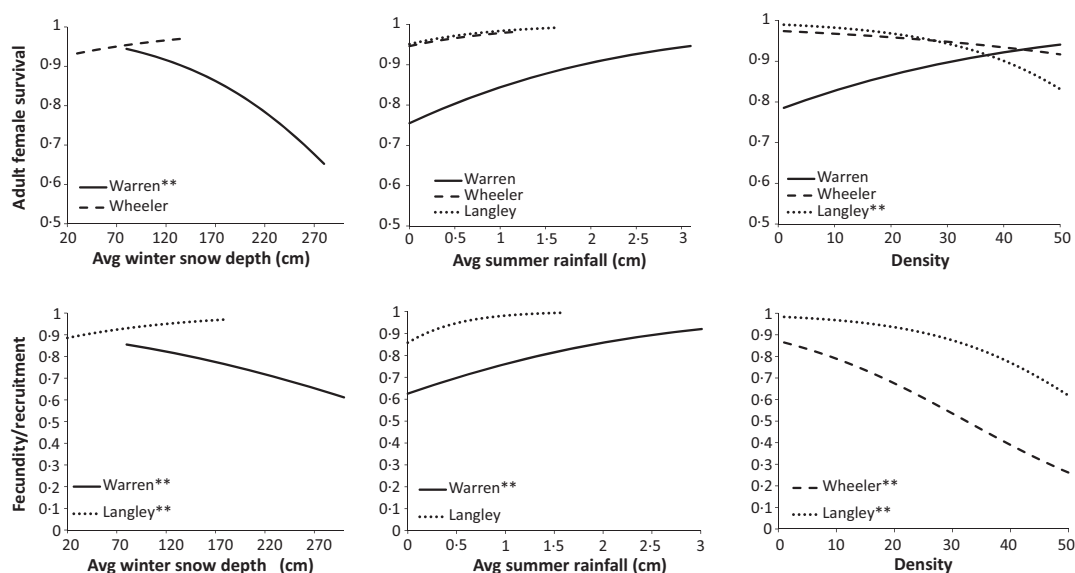 Adult female survival
1
0·9
0·8
0·7
0·6
0·5
Warren**
Wheeler
20 70 120 170 220 270
Avg winter snow depth (cm)
1
0·9
0·8
0·7
0·6
0·5
Warren
Wheeler
Langley
0 0·5 1 1·5 2 2·5 3
Avg summer rainfall (cm)
1
0·9
0·8
0·7
0·6
0·5
Warren
Wheeler
Langley**
0 10 20 30 40 50
Density
Fecundity/recruitment
1
0·9
0·8
0·7
0·6
0·5
0·4
0·3
0·2
0·1
0
Warren**
Langley**
20 70 120 170 220 270
Avg winter snow depth (cm)
1
0·9
0·8
0·7
0·6
0·5
0·4
0·3
0·2
0·1
0
Warren**
Langley
0 0·5 1 1·5 2 2·5 3
Avg summer rainfall (cm)
1
0·9
0·8
0·7
0·6
0·5
0·4
0·3
0·2
0·1
0
Wheeler**
Langley**
0 10 20 30 40 50
Density